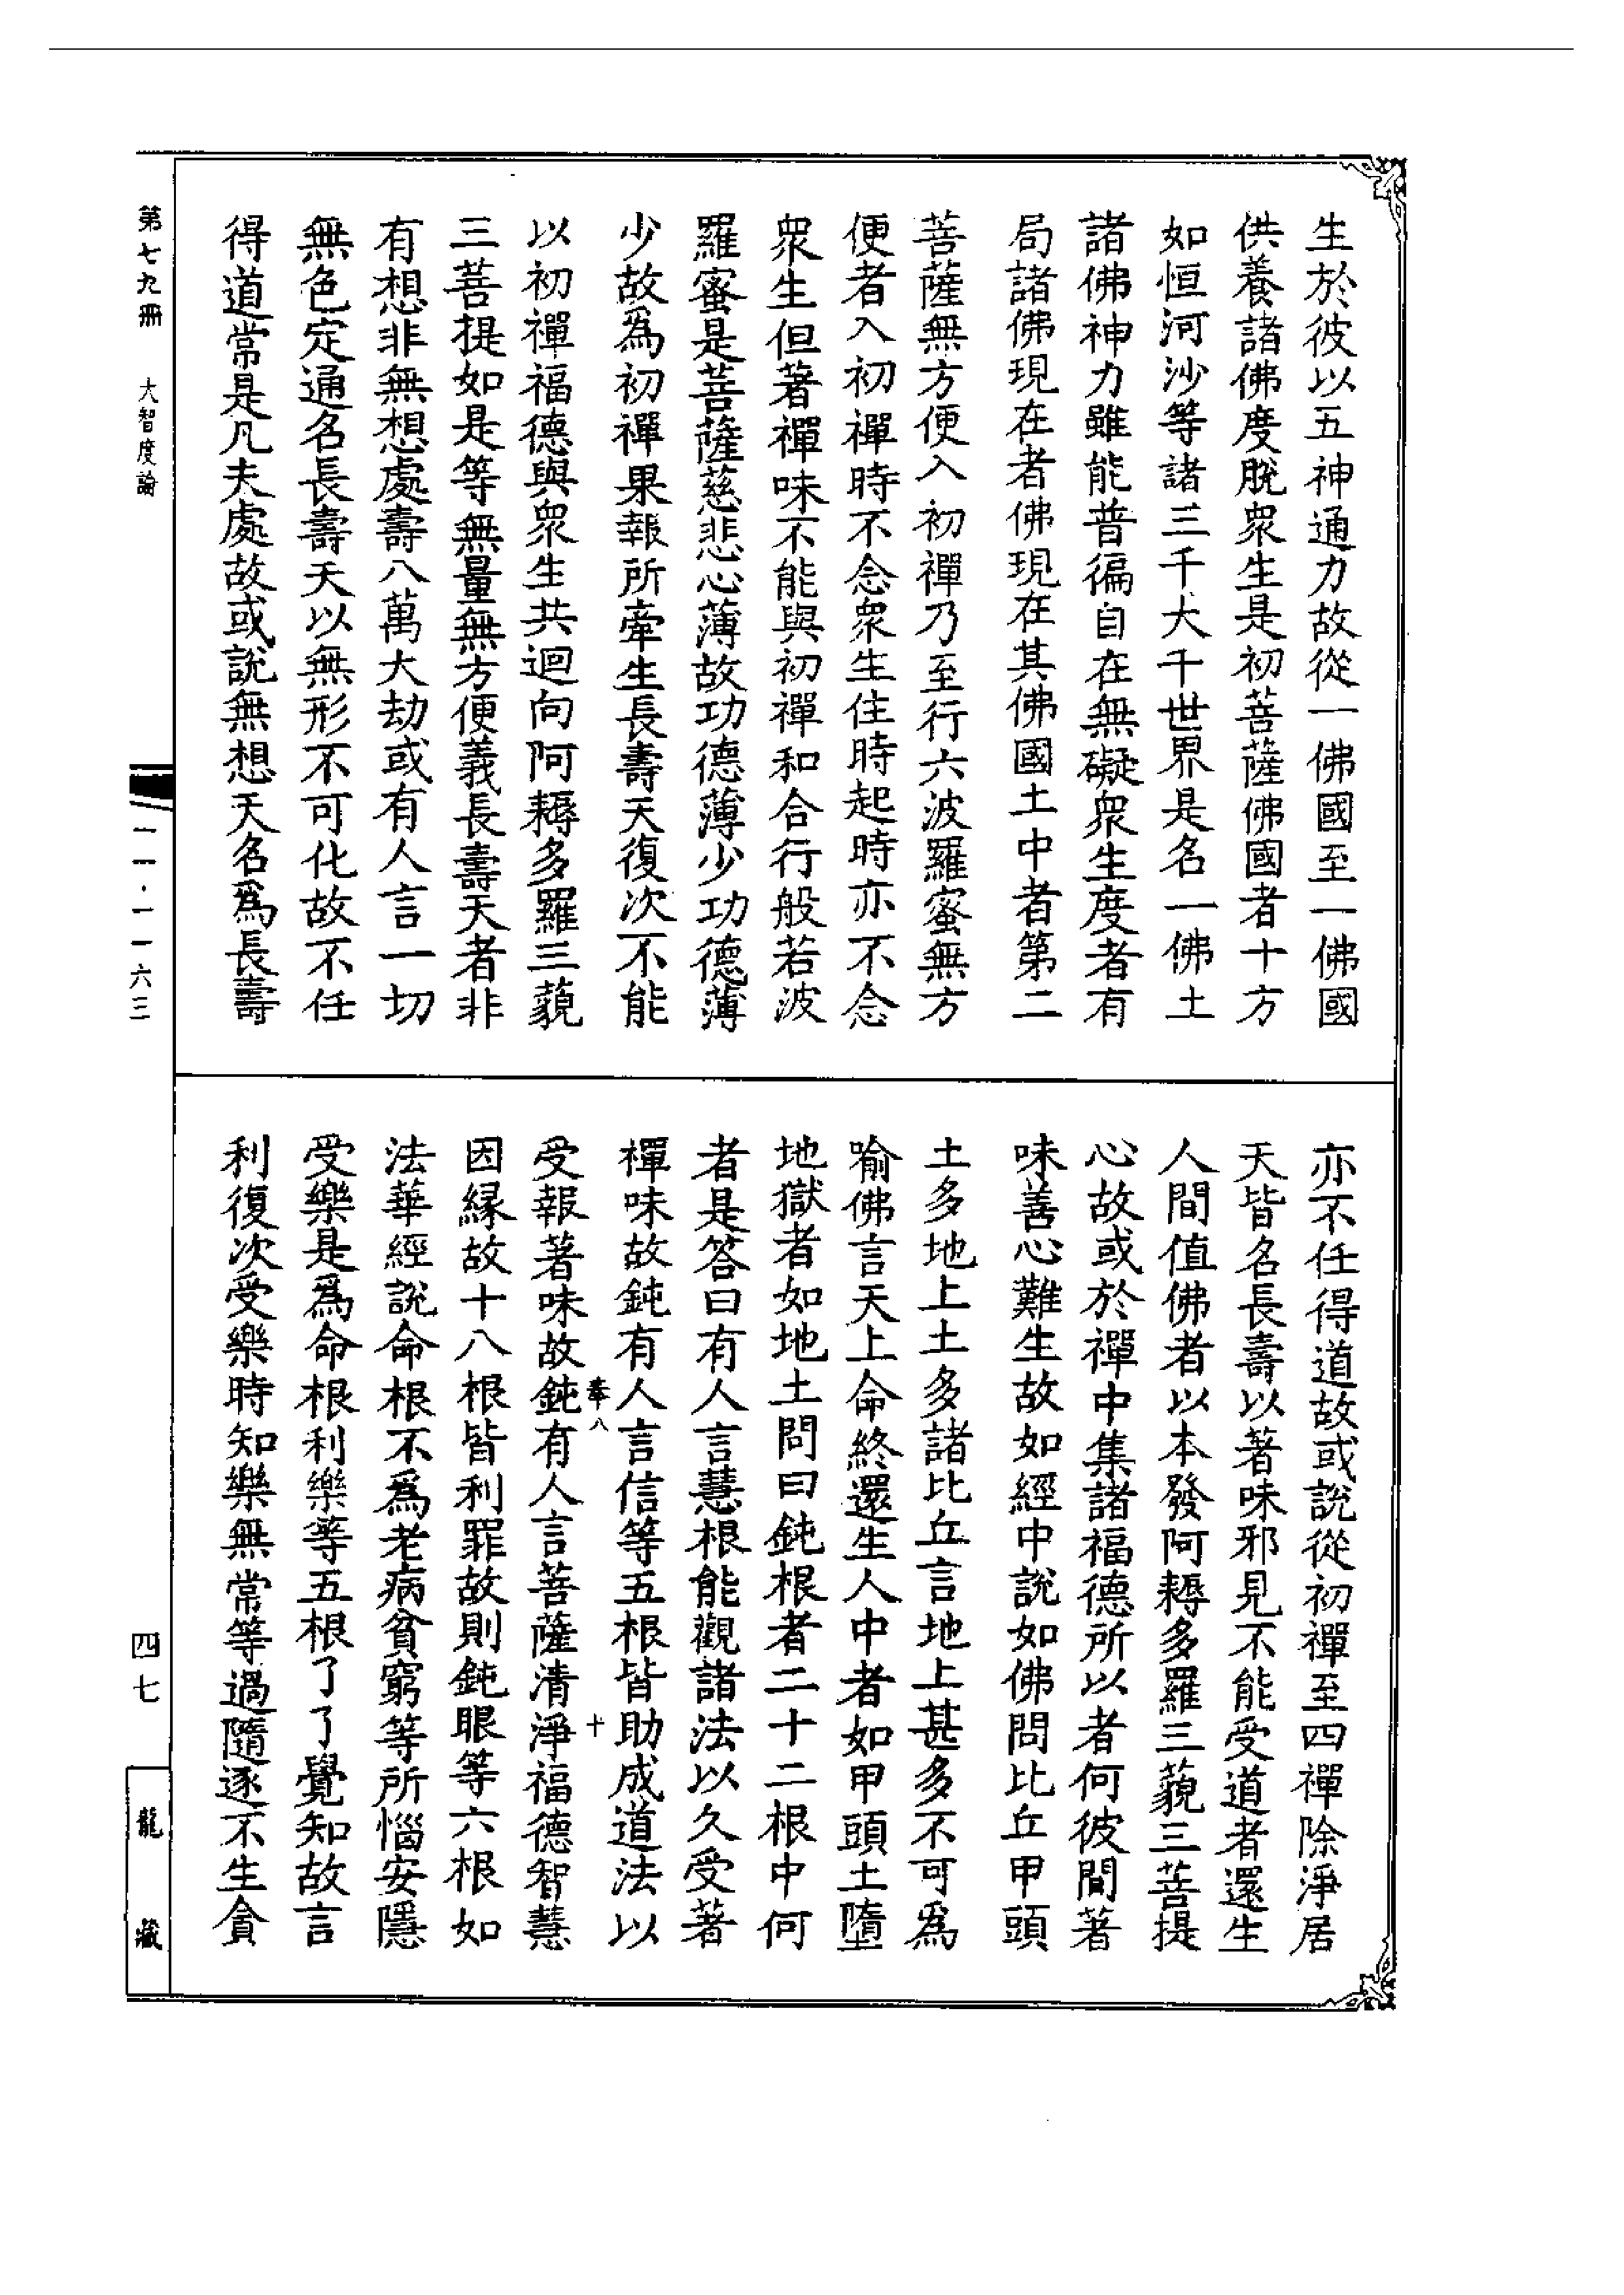 生於彼以五神通力故從一佛國至一佛國
供養諸佛度脫衆生是初菩薩佛國者十方
如恒河沙等諸三千大千世界是名一佛土
諸佛神力雖能普徧自在無礙衆生度者有
局諸佛現在者佛現在其佛國土中者第二
菩薩無方便入初禪乃至行六波羅蜜無方
便者入初禪時不念衆生住時起時亦不念
衆生但著禪味不能與初禪和合行般若波
羅蜜是菩薩慈悲心薄故功德薄少功德薄
少故爲初禪果報所牽生長壽天復次不能
以初禪福德與衆生共迴向阿耨多羅三藐
三菩提如是等無量無方便義長壽天者非
有想非無想處壽八萬大劫或有人言一切
無色定通名長壽天以無形不可化故不任
得道常是凡夫處故或說無想天名爲長壽
亦不任得道故或說從初禪至四禪除淨居
天皆名長壽以著味邪見不能受道者還生
人間值佛者以本發阿耨多羅三藐三菩提
心故或於禪中集諸福德所以者何彼間著
味善心難生故如經中說如佛問比丘甲頭
土多地上土多諸比丘言地上甚多不可爲
喻佛言天上命終還生人中者如甲頭土墮
地獄者如地土問曰鈍根者二十二根中何
者是答曰有人言慧根能觀諸法以久受著
禪味故鈍有人言信等五根皆助成道法以
受報著味故鈍有人言菩薩清淨福德智慧
因緣故十八根皆利罪故則鈍眼等六根如
法華經說命根不爲老病貧窮等所惱安隱
受樂是爲命根利樂等五根了了覺知故言
利復次受樂時知樂無常等過隨逐不生貪
奉八
十
第七九冊 大智度論
一一·一一六三
四七
龍藏